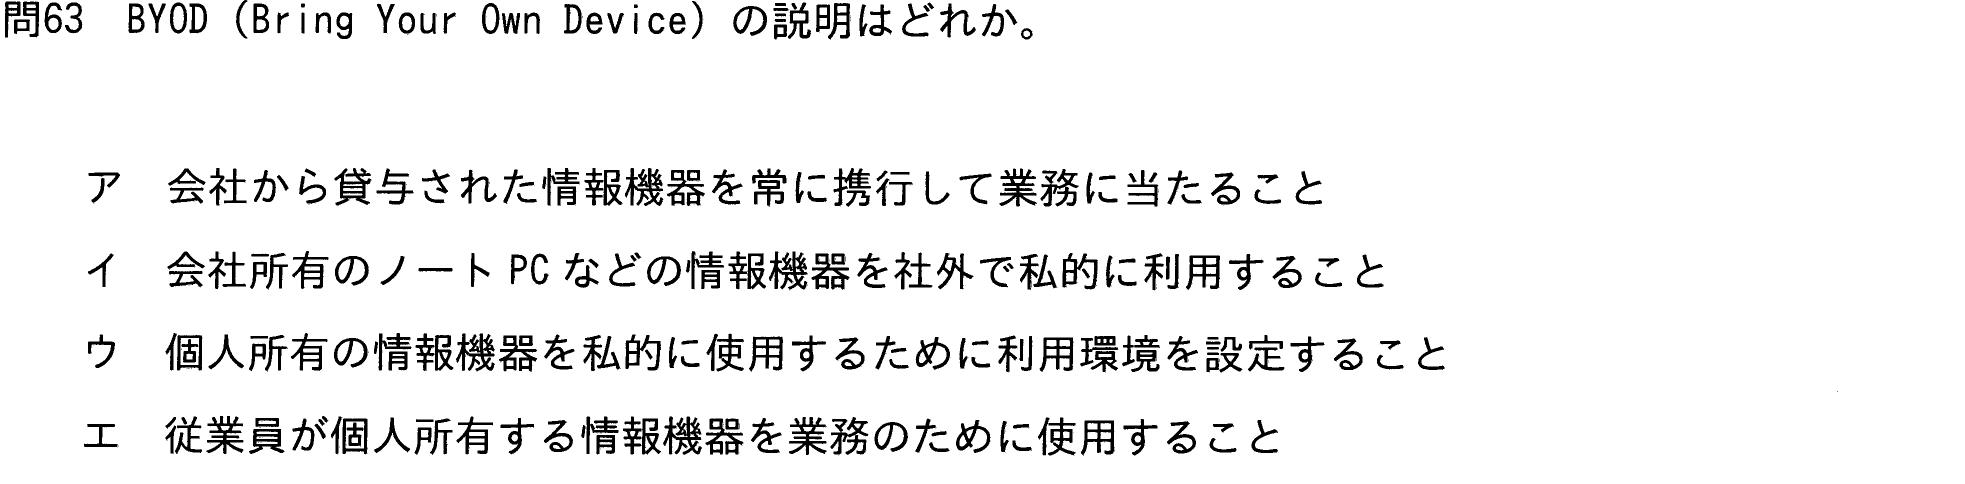 問63 BYOD (Bring Your Own Device) の説明はどれか。
ア 会社から貸与された情報機器を常に携行して業務に当たること
イ 会社所有のノート PC などの情報機器を社外で私的に利用すること
ウ 個人所有の情報機器を私的に使用するために利用環境を設定すること
エ 従業員が個人所有する情報機器を業務のために使用すること